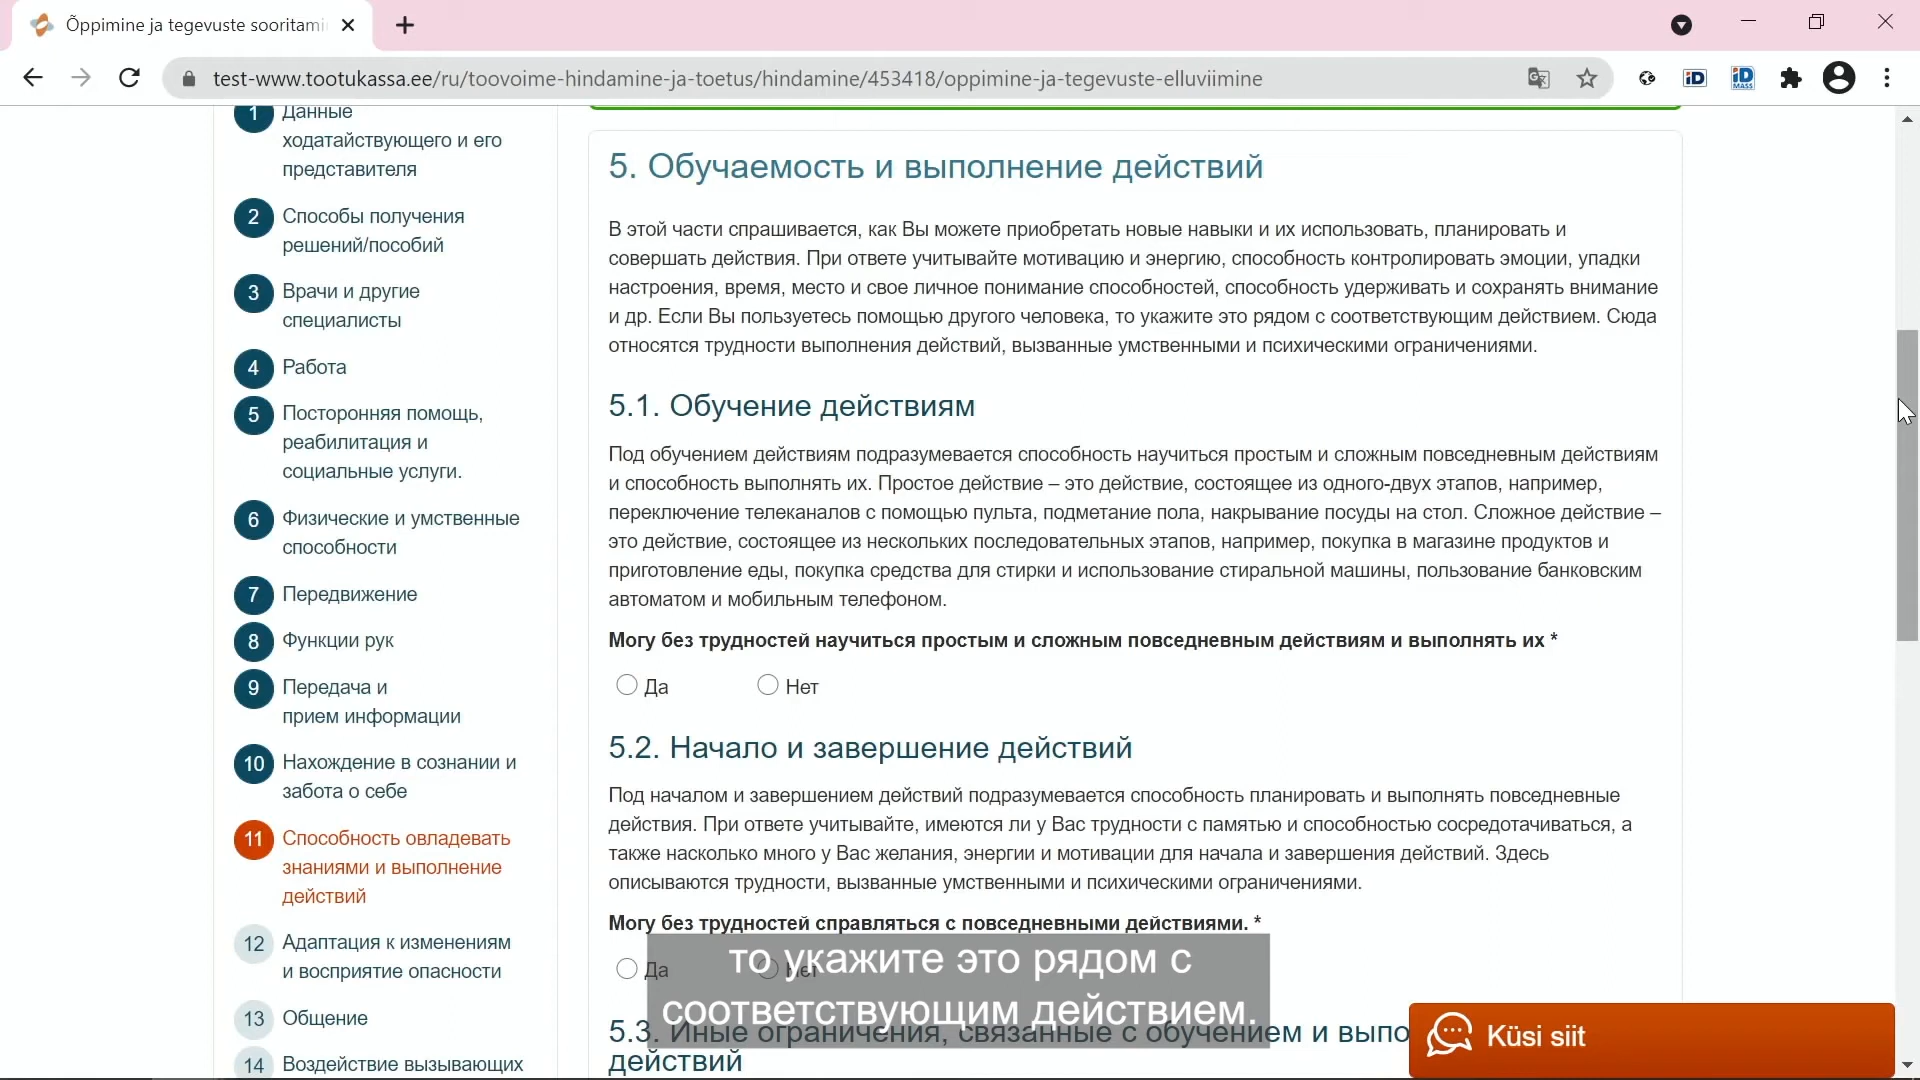 Õppimine ja tegevuste sooritami
test-www.tootukassa.ee/ru/toovoime-hindamine-ja-toetus/hindamine/453418/oppimine-ja-tegevuste-elluviimine
iD
iD
MASS
1 Данные
ходатайствующего и его
представителя
2 Способы получения
решений/пособий
3 Врачи и другие
специалисты
4 Работа
5 Посторонняя помощь,
реабилитация и
социальные услуги.
6 Физические и умственные
способности
7 Передвижение
8 Функции рук
9 Передача и
прием информации
10 Нахождение в сознании и
забота о себе
11 Способность овладевать
знаниями и выполнение
действий
12 Адаптация к изменениям
и восприятие опасности
13 Общение
14 Воздействие вызывающих
5. Обучаемость и выполнение действий
В этой части спрашивается, как Вы можете приобретать новые навыки и их использовать, планировать и
совершать действия. При ответе учитывайте мотивацию и энергию, способность контролировать эмоции, упадки
настроения, время, место и свое личное понимание способностей, способность удерживать и сохранять внимание
и др. Если Вы пользуетесь помощью другого человека, то укажите это рядом с соответствующим действием. Сюда
относятся трудности выполнения действий, вызванные умственными и психическими ограничениями.
5.1. Обучение действиям
Под обучением действиям подразумевается способность научиться простым и сложным повседневным действиям
и способность выполнять их. Простое действие – это действие, состоящее из одного-двух этапов, например,
переключение телеканалов с помощью пульта, подметание пола, накрывание посуды на стол. Сложное действие –
это действие, состоящее из нескольких последовательных этапов, например, покупка в магазине продуктов и
приготовление еды, покупка средства для стирки и использование стиральной машины, пользование банковским
автоматом и мобильным телефоном.
Могу без трудностей научиться простым и сложным повседневным действиям и выполнять их *
Да Нет
5.2. Начало и завершение действий
Под началом и завершением действий подразумевается способность планировать и выполнять повседневные
действия. При ответе учитывайте, имеются ли у Вас трудности с памятью и способностью сосредотачиваться, а
также насколько много у Вас желания, энергии и мотивации для начала и завершения действий. Здесь
описываются трудности, вызванные умственными и психическими ограничениями.
Могу без трудностей справляться с повседневными действиями. *
Да Нет
то укажите это рядом с
соответствующим действием.
5.3. Иные ограничения, связанные с обучением и выпо
действий
Küsi siit